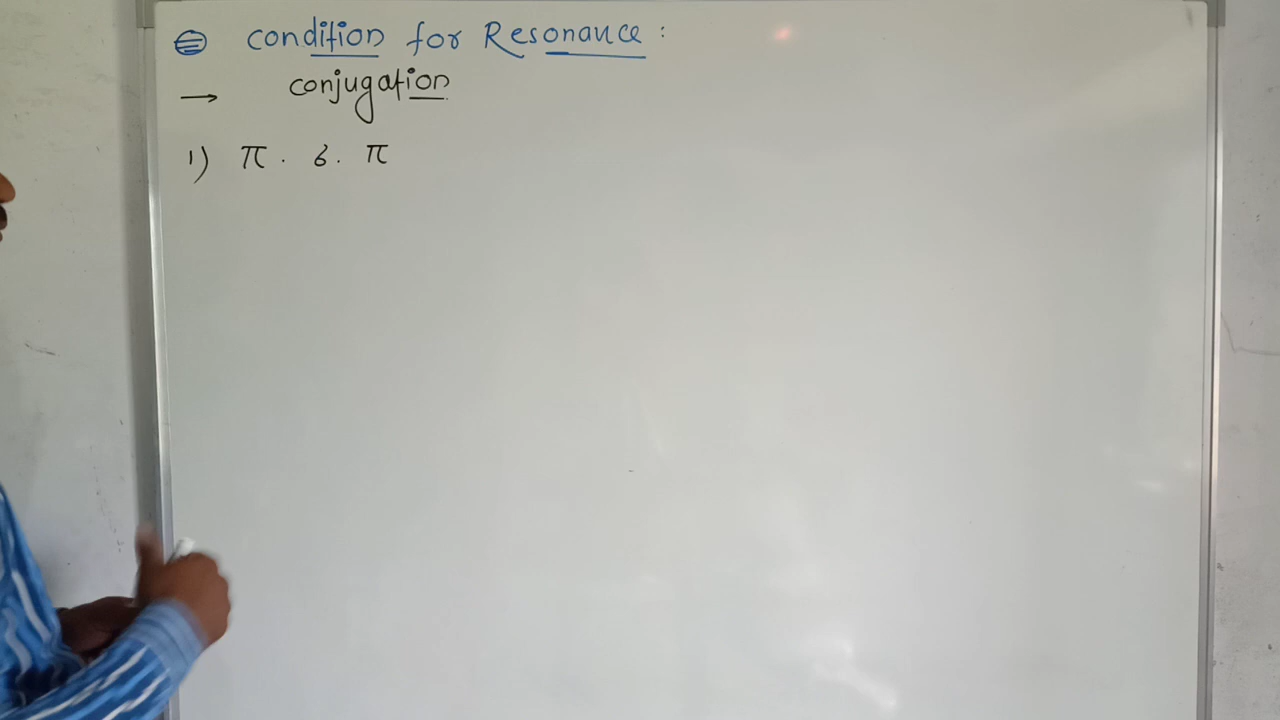 condition for Resonance :
→ conjugation
1) π . σ . π